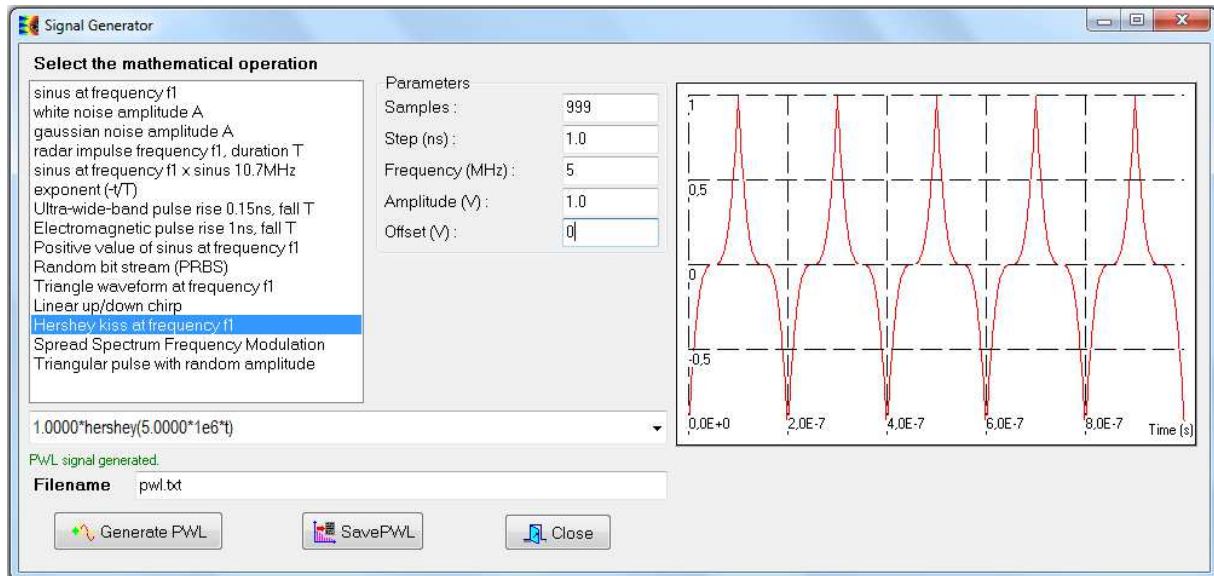 Signal Generator
Select the mathematical operation
sinus at frequency f1
white noise amplitude A
gaussian noise amplitude A
radar impulse frequency f1, duration T
sinus at frequency f1 x sinus 10.7MHz
exponent (-t/T)
Ultra-wide-band pulse rise 0.15ns, fall T
Electromagnetic pulse rise 1ns, fall T
Positive value of sinus at frequency f1
Random bit stream (PRBS)
Triangle waveform at frequency f1
Linear up/down chirp
Hershey kiss at frequency f1
Spread Spectrum Frequency Modulation
Triangular pulse with random amplitude
Parameters
Samples : 999
Step (ns) : 1.0
Frequency (MHz) : 5
Amplitude (V) : 1.0
Offset (V) : 0
1
0,5
0
-0,5
0,0E+0 2,0E-7 4,0E-7 6,0E-7 8,0E-7 Time (s)
1.0000*hershey(5.0000*1e6*t)
PWL signal generated.
Filename pwl.txt
Generate PWL SavePWL Close